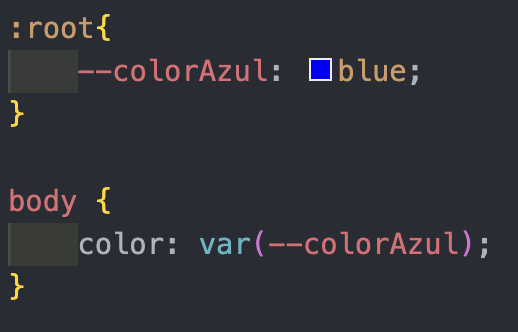 :root{
--colorAzul: blue;
}
body {
color: var(--colorAzul);
}